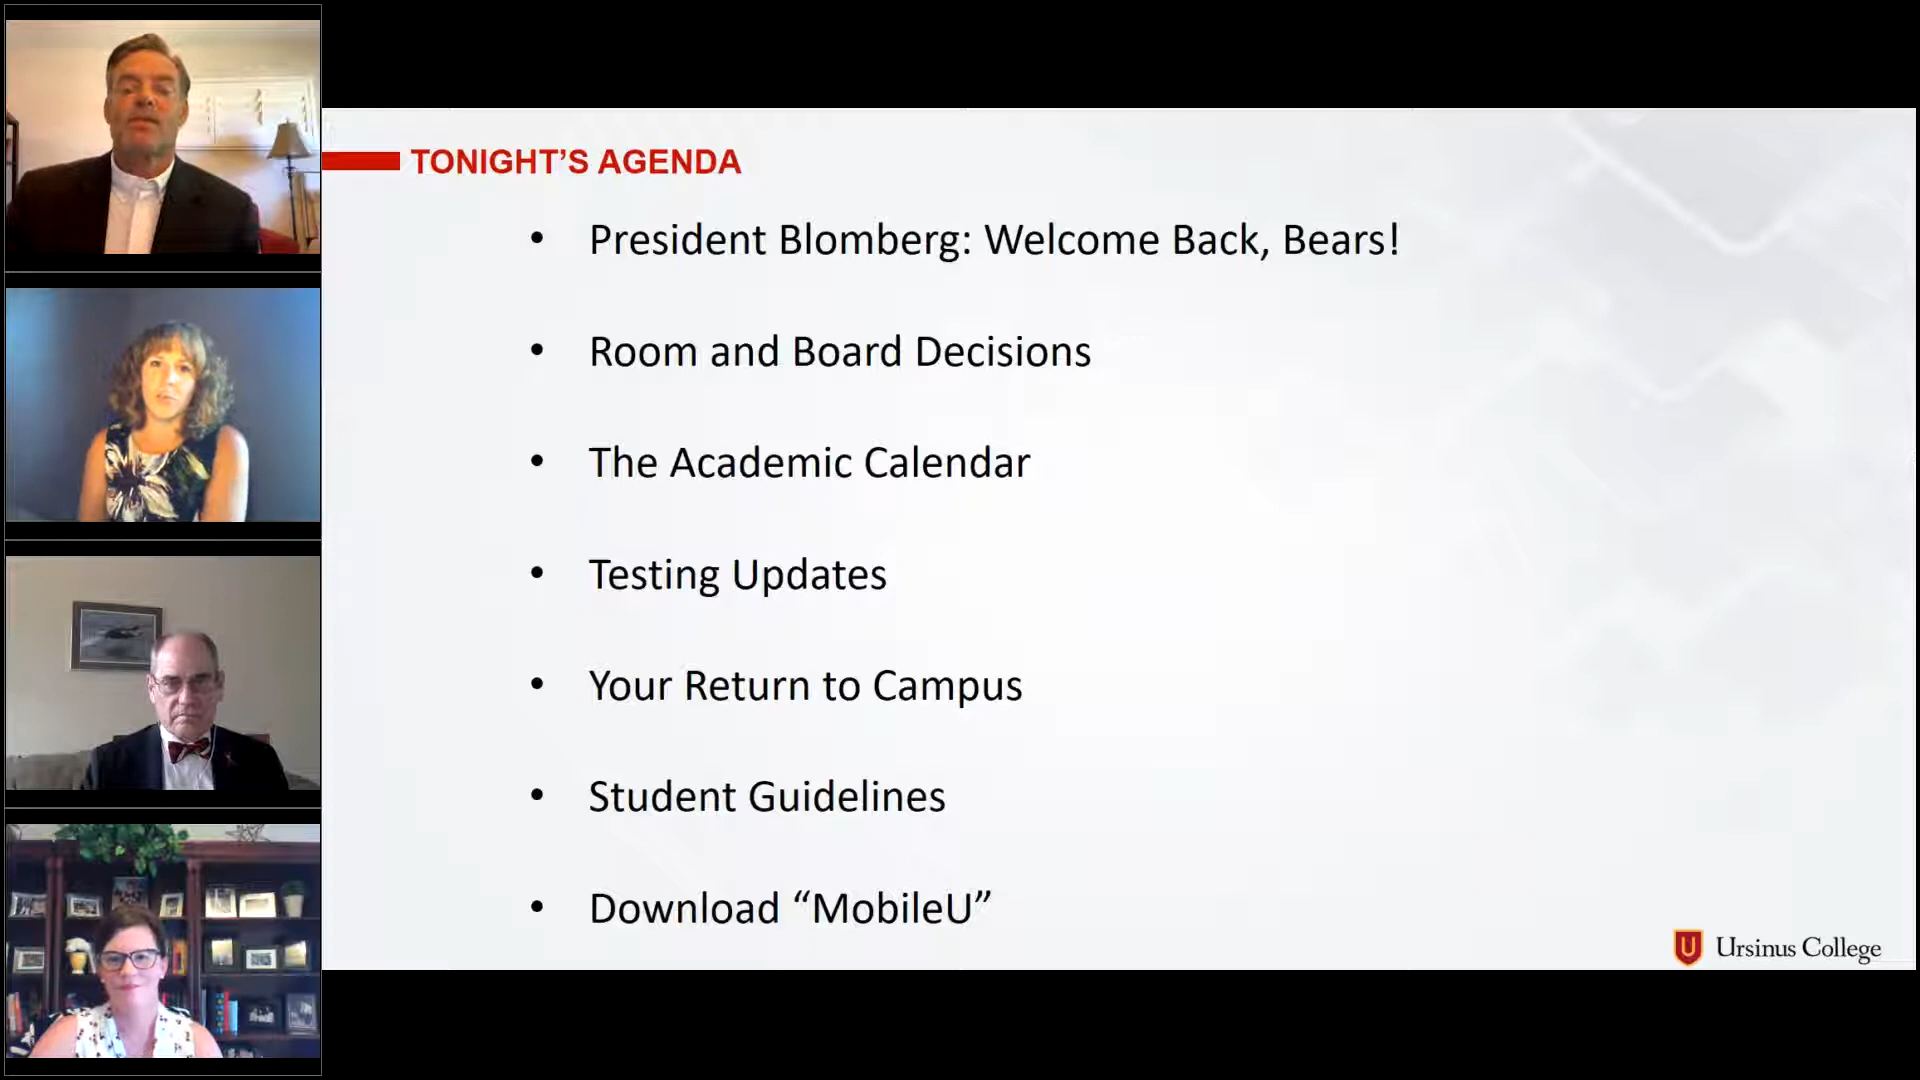 TONIGHT’S AGENDA
• President Blomberg: Welcome Back, Bears!
• Room and Board Decisions
• The Academic Calendar
• Testing Updates
• Your Return to Campus
• Student Guidelines
• Download “MobileU”
U Ursinus College